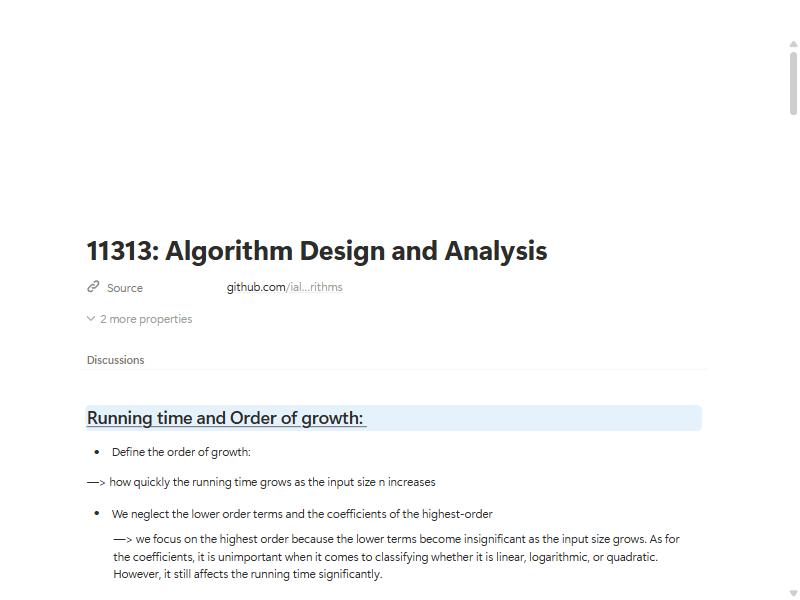 11313: Algorithm Design and Analysis
Source github.com/ial...rithms
2 more properties
Discussions
Running time and Order of growth:
• Define the order of growth:
—> how quickly the running time grows as the input size n increases
• We neglect the lower order terms and the coefficients of the highest-order
—> we focus on the highest order because the lower terms become insignificant as the input size grows. As for
the coefficients, it is unimportant when it comes to classifying whether it is linear, logarithmic, or quadratic.
However, it still affects the running time significantly.